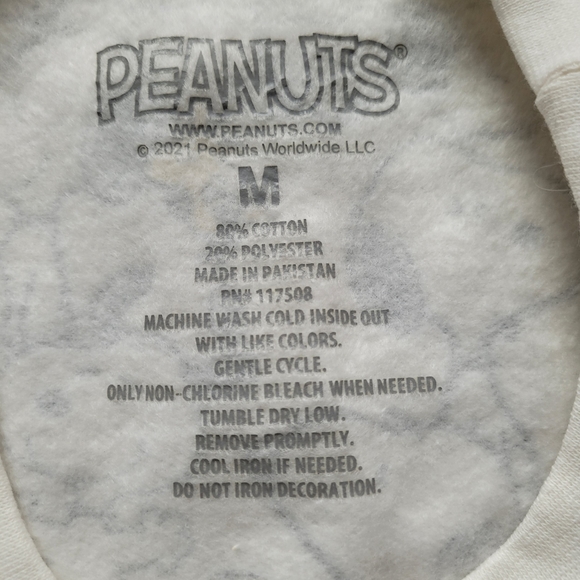 PEANUTS®
WWW.PEANUTS.COM
© 2021 Peanuts Worldwide LLC
M
80% COTTON
20% POLYESTER
MADE IN PAKISTAN
PN# 117508
MACHINE WASH COLD INSIDE OUT
WITH LIKE COLORS.
GENTLE CYCLE.
ONLY NON-CHLORINE BLEACH WHEN NEEDED.
TUMBLE DRY LOW.
REMOVE PROMPTLY.
COOL IRON IF NEEDED.
DO NOT IRON DECORATION.